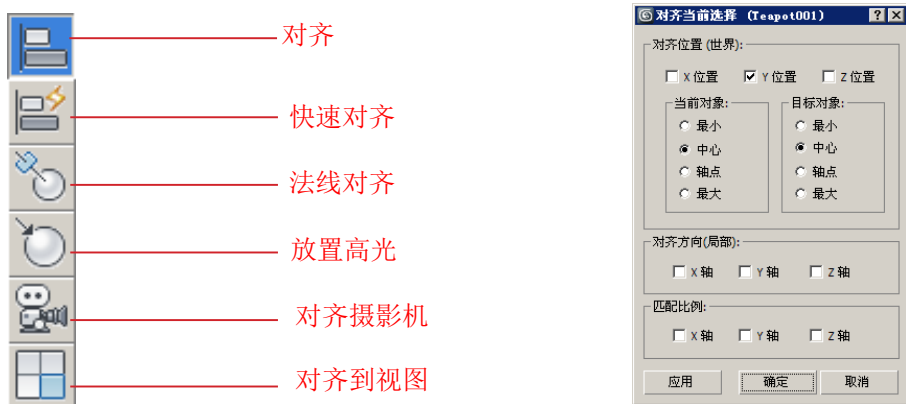 对齐
快速对齐
法线对齐
放置高光
对齐摄影机
对齐到视图
对齐当前选择 (Teapot001)
对齐位置(世界):
X 位置 Y 位置 Z 位置
当前对象: 目标对象:
最小 最小
中心 中心
轴点 轴点
最大 最大
对齐方向(局部):
X 轴 Y 轴 Z 轴
匹配比例:
X 轴 Y 轴 Z 轴
应用 确定 取消